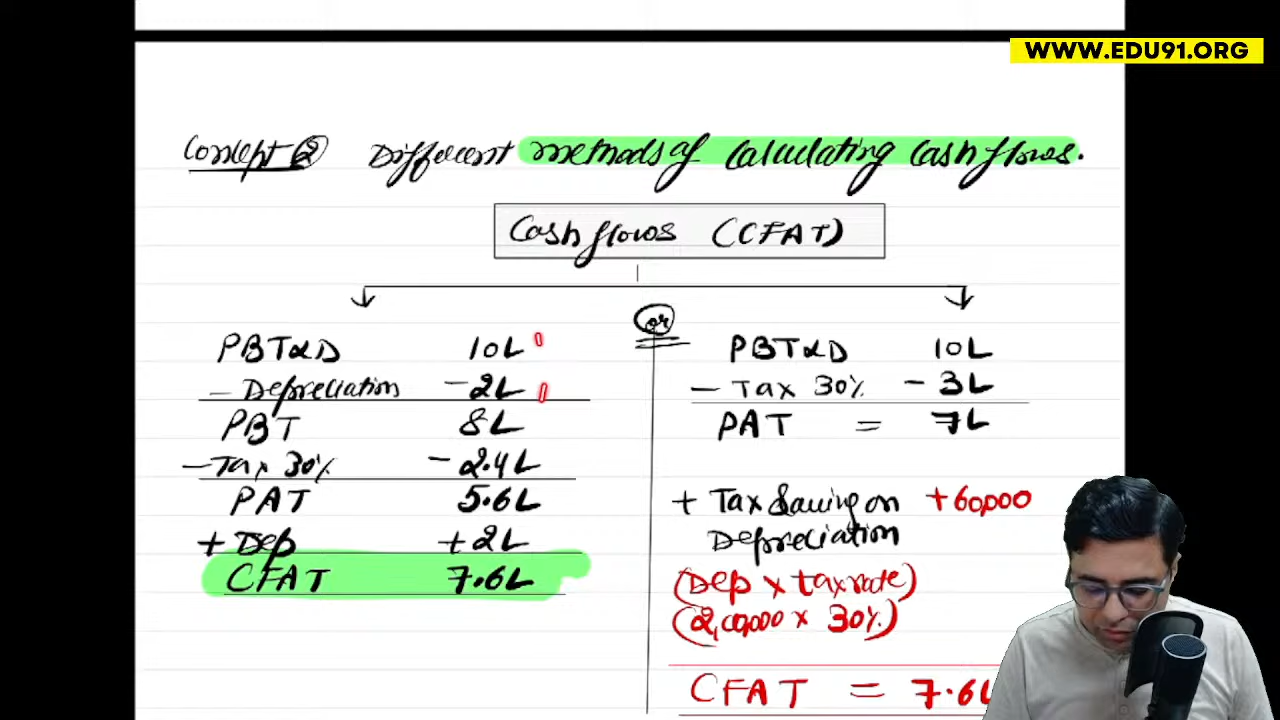 WWW.EDU91.ORG
Concept ② Different methods of Calculating Cash flows.
Cash flows (CFAT)
or
PBT&D 10L
- Depreciation -2L
PBT 8L
- Tax 30% -2.4L
PAT 5.6L
+ Dep +2L
CFAT 7.6L
PBT&D 10L
- Tax 30% -3L
PAT = 7L
+ Tax Saving on +60,000
Depreciation
(Dep x tax rate)
(2,00,000 x 30%)
CFAT = 7.6L